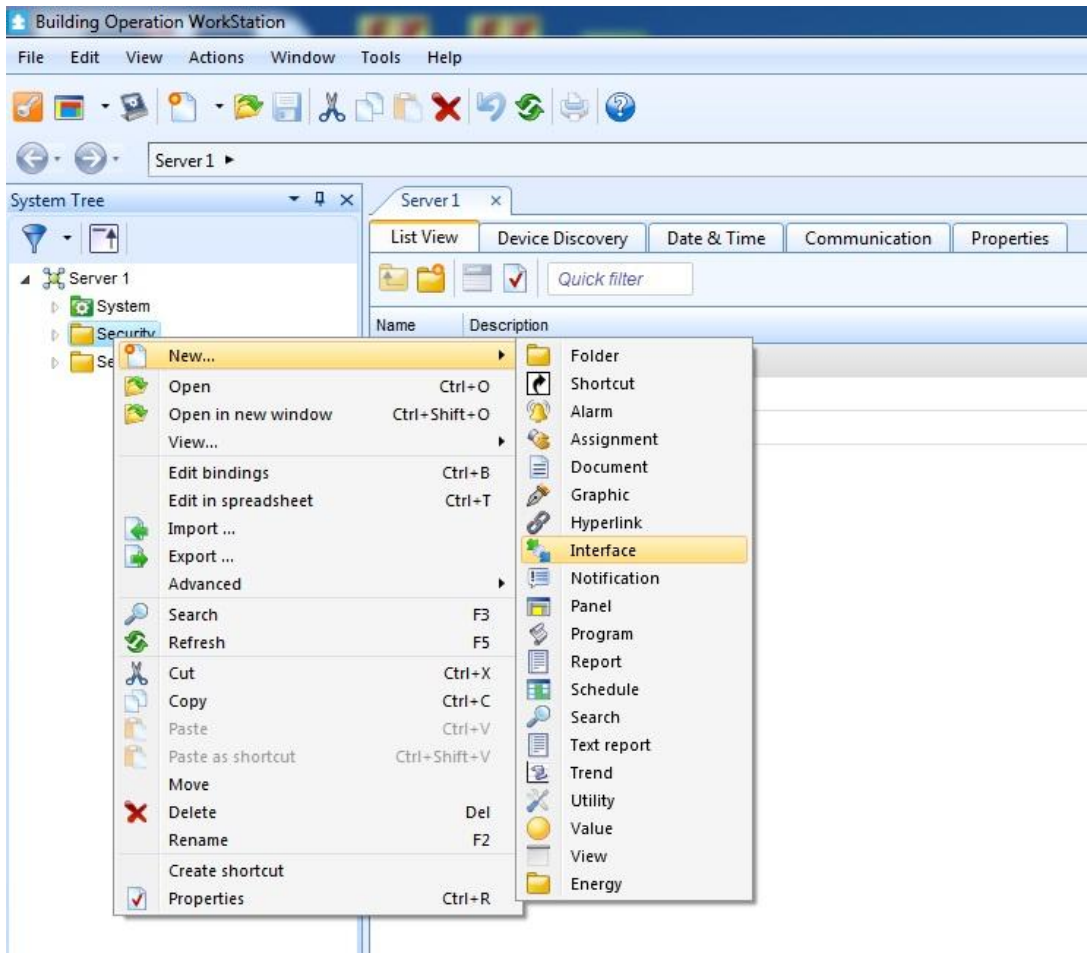 Building Operation WorkStation
File Edit View Actions Window Tools Help
Server 1
System Tree
Server 1
List View Device Discovery Date & Time Communication Properties
Quick filter
Server 1
System
Security
Se
Name Description
New...
Open Ctrl+O
Open in new window Ctrl+Shift+O
View...
Edit bindings Ctrl+B
Edit in spreadsheet Ctrl+T
Import ...
Export ...
Advanced
Search F3
Refresh F5
Cut Ctrl+X
Copy Ctrl+C
Paste Ctrl+V
Paste as shortcut Ctrl+Shift+V
Move
Delete Del
Rename F2
Create shortcut
Properties Ctrl+R
Folder
Shortcut
Alarm
Assignment
Document
Graphic
Hyperlink
Interface
Notification
Panel
Program
Report
Schedule
Search
Text report
Trend
Utility
Value
View
Energy